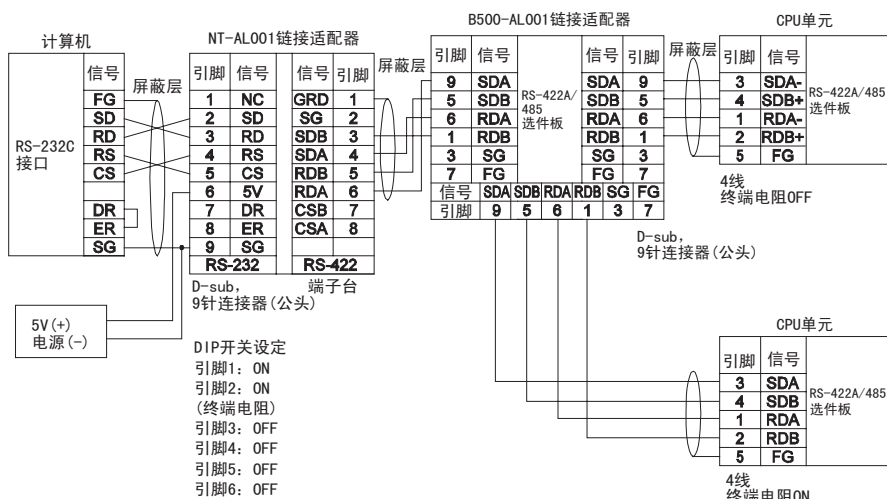 计算机
信号
FG
SD
RD
RS
CS
DR
ER
SG
RS-232C
接口
屏蔽层
5V(+)
电源(-)
NT-AL001链接适配器
引脚 信号 信号 引脚
1 NC GRD 1
2 SD SG 2
3 RD SDB 3
4 RS SDA 4
5 CS RDB 5
6 5V RDA 6
7 DR CSB 7
8 ER CSA 8
9 SG
RS-232 RS-422
D-sub, 端子台
9针连接器(公头)
DIP开关设定
引脚1: ON
引脚2: ON
(终端电阻)
引脚3: OFF
引脚4: OFF
引脚5: OFF
引脚6: OFF
屏蔽层
B500-AL001链接适配器
引脚 信号 信号 引脚
9 SDA SDA 9
5 SDB SDB 5
6 RDA RDA 6
1 RDB RDB 1
3 SG SG 3
7 FG FG 7
RS-422A/
485
选件板
信号 SDA SDB RDA RDB SG FG
引脚 9 5 6 1 3 7
D-sub,
9针连接器(公头)
屏蔽层
CPU单元
引脚 信号
3 SDA-
4 SDB+
1 RDA-
2 RDB+
5 FG
RS-422A/485
选件板
4线
终端电阻OFF
CPU单元
引脚 信号
3 SDA
4 SDB
1 RDA
2 RDB
5 FG
RS-422A/485
选件板
4线
终端电阻ON